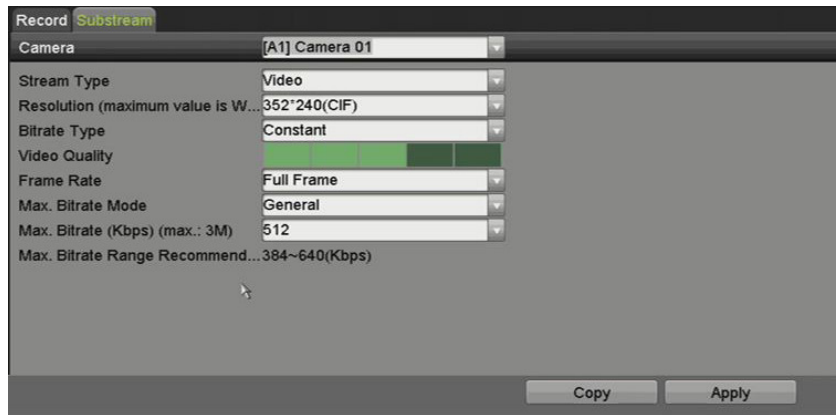 Record Substream
Camera [A1] Camera 01
Stream Type Video
Resolution (maximum value is W... 352*240(CIF)
Bitrate Type Constant
Video Quality
Frame Rate Full Frame
Max. Bitrate Mode General
Max. Bitrate (Kbps) (max.: 3M) 512
Max. Bitrate Range Recommend... 384~640(Kbps)
Copy Apply